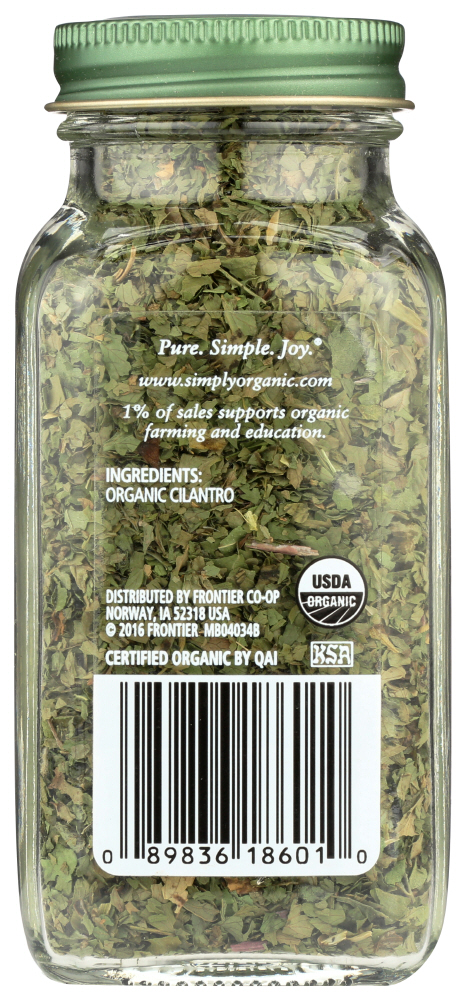 Pure. Simple. Joy.®
www.simplyorganic.com
1% of sales supports organic
farming and education.
INGREDIENTS:
ORGANIC CILANTRO
DISTRIBUTED BY FRONTIER CO-OP
NORWAY, IA 52318 USA
© 2016 FRONTIER MB04034B
CERTIFIED ORGANIC BY QAI
USDA
ORGANIC
KSA
0 89836 18601 0